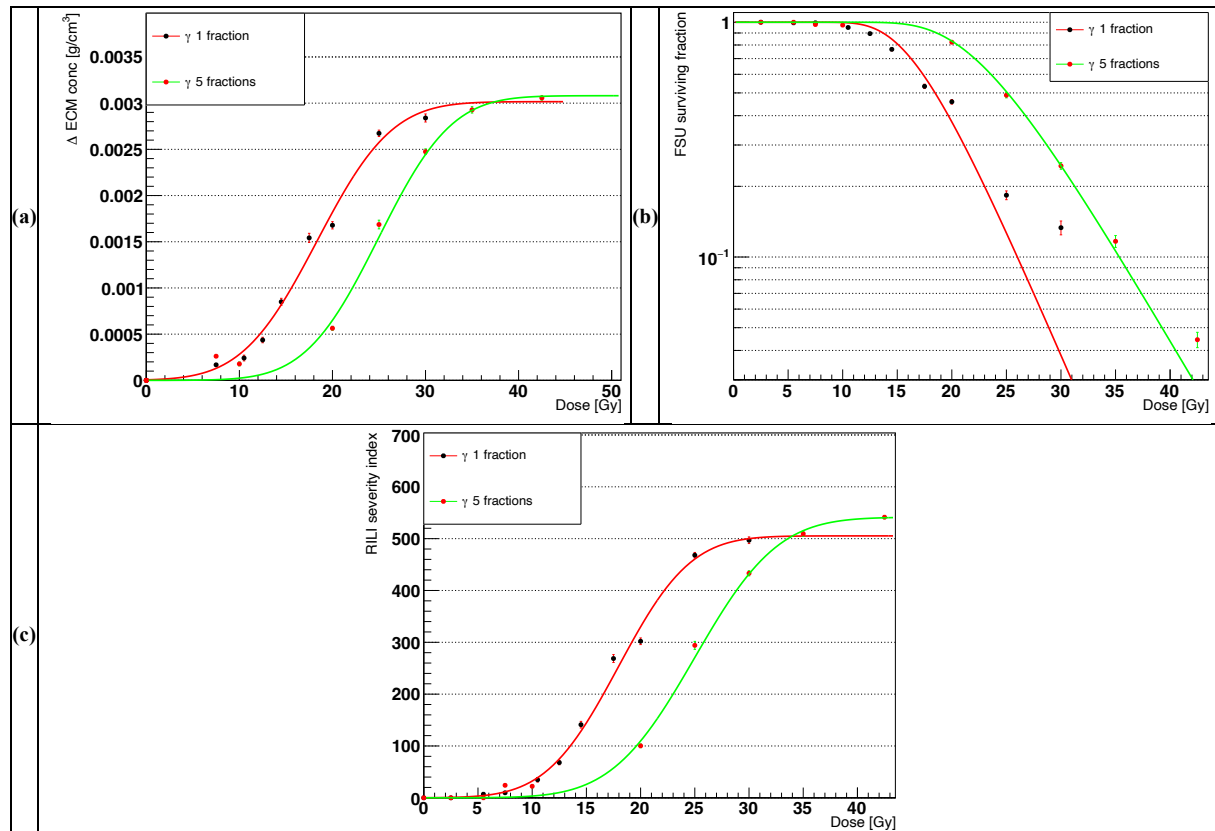 (a)
Δ ECM conc [g/cm³]
γ 1 fraction
γ 5 fractions
0.0035
0.003
0.0025
0.002
0.0015
0.001
0.0005
0
0 10 20 30 40 50
Dose [Gy]
(b)
FSU surviving fraction
γ 1 fraction
γ 5 fractions
1
10⁻¹
0 5 10 15 20 25 30 35 40
Dose [Gy]
(c)
RILI severity index
γ 1 fraction
γ 5 fractions
700
600
500
400
300
200
100
0
0 5 10 15 20 25 30 35 40
Dose [Gy]